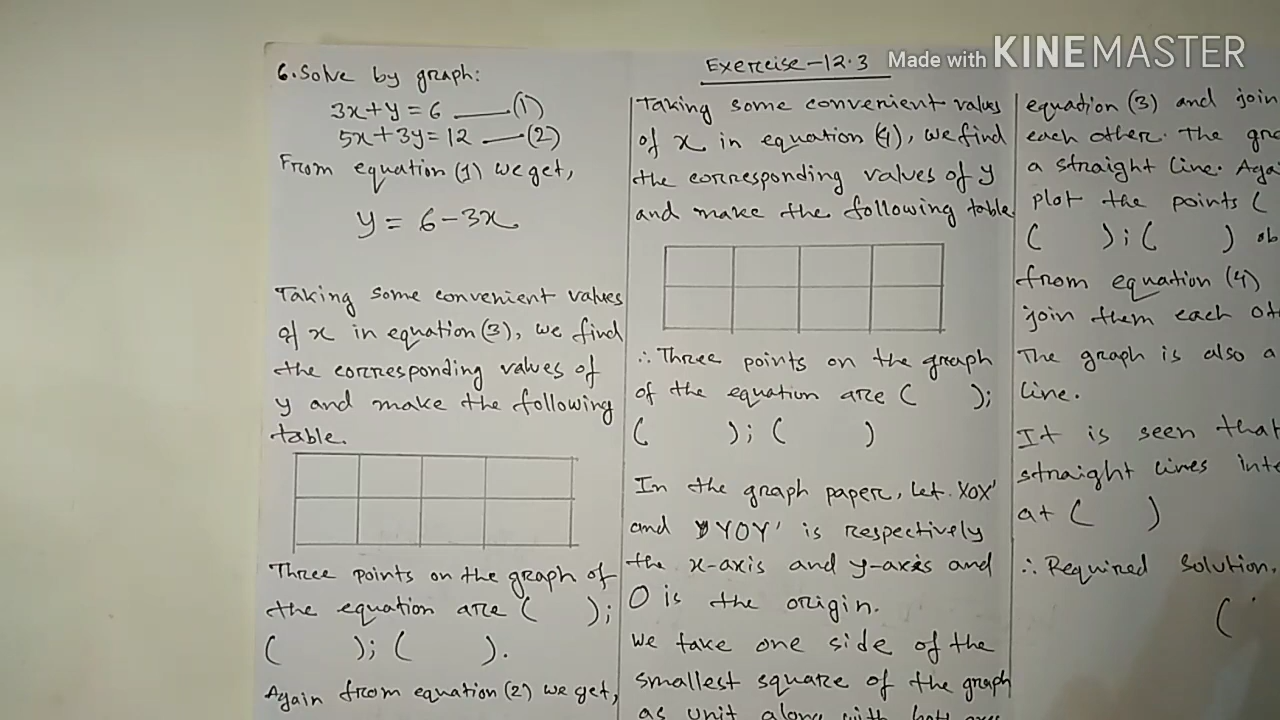 6. Solve by graph:
3x+y=6 ——(1)
5x+3y=12 —(2)
From equation (1) we get,
y = 6-3x
Taking some convenient values
of x in equation (3), we find
the corresponding values of
y and make the following
table.
Three points on the graph of
the equation are ( );
( ); ( ).
Again from equation (2) we get,
Exercise-12.3
Taking some convenient values
of x in equation (4), we find
the corresponding values of y
and make the following table
∴ Three points on the graph
of the equation are ( );
( ); ( )
In the graph paper, let XOX'
and YOY' is respectively
the x-axis and y-axis and
O is the origin.
we take one side of the
smallest square of the graph
as unit along with both
Made with KINEMASTER
equation (3) and join
each other. The
a straight line.
plot the points (
( ); ( )
from equation (4)
join them each
The graph is also a
line.
It is seen that
straight lines
at ( )
∴ Required Solution.
(